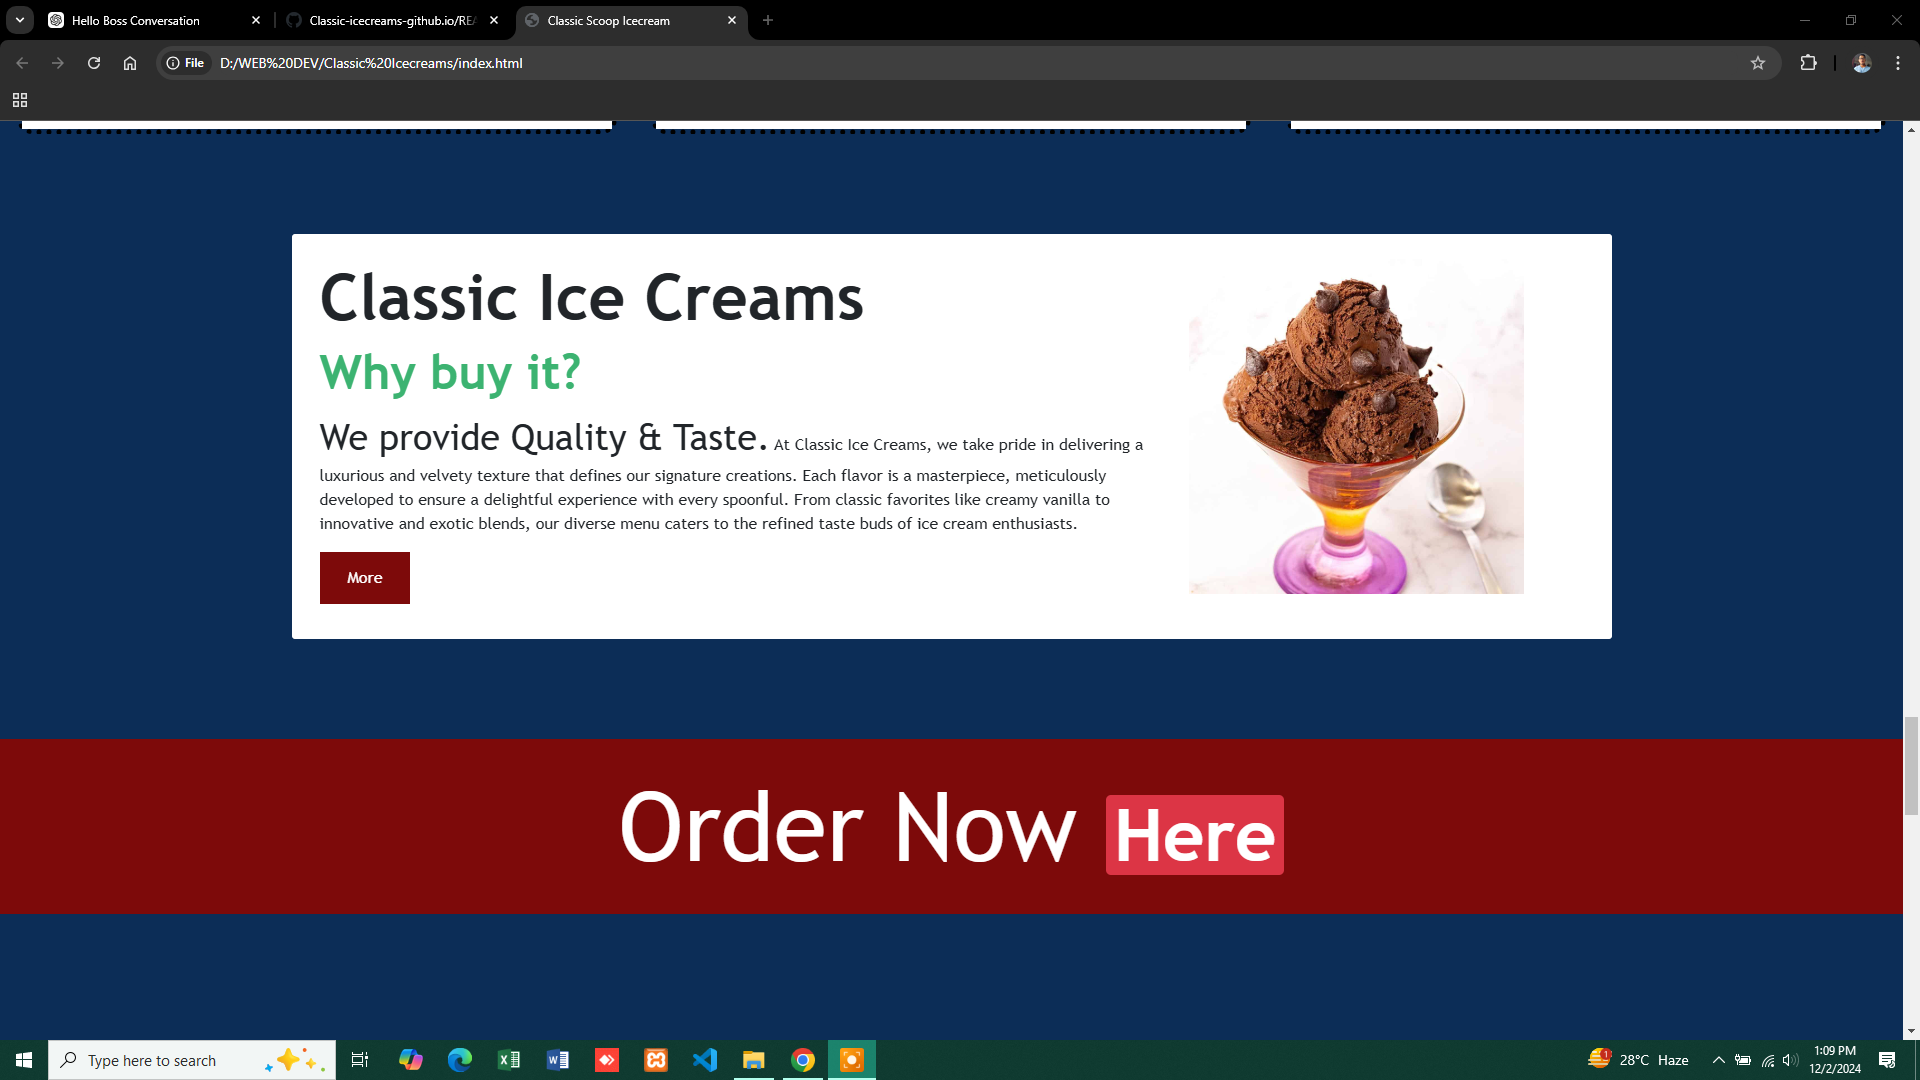 Hello Boss Conversation
Classic-icecreams-github.io/REA
Classic Scoop Icecream
File
D:/WEB%20DEV/Classic%20Icecreams/index.html
Classic Ice Creams
Why buy it?
We provide Quality & Taste. At Classic Ice Creams, we take pride in delivering a
luxurious and velvety texture that defines our signature creations. Each flavor is a masterpiece, meticulously
developed to ensure a delightful experience with every spoonful. From classic favorites like creamy vanilla to
innovative and exotic blends, our diverse menu caters to the refined taste buds of ice cream enthusiasts.
More
Order Now Here
Type here to search
1
28°C Haze
1:09 PM
12/2/2024